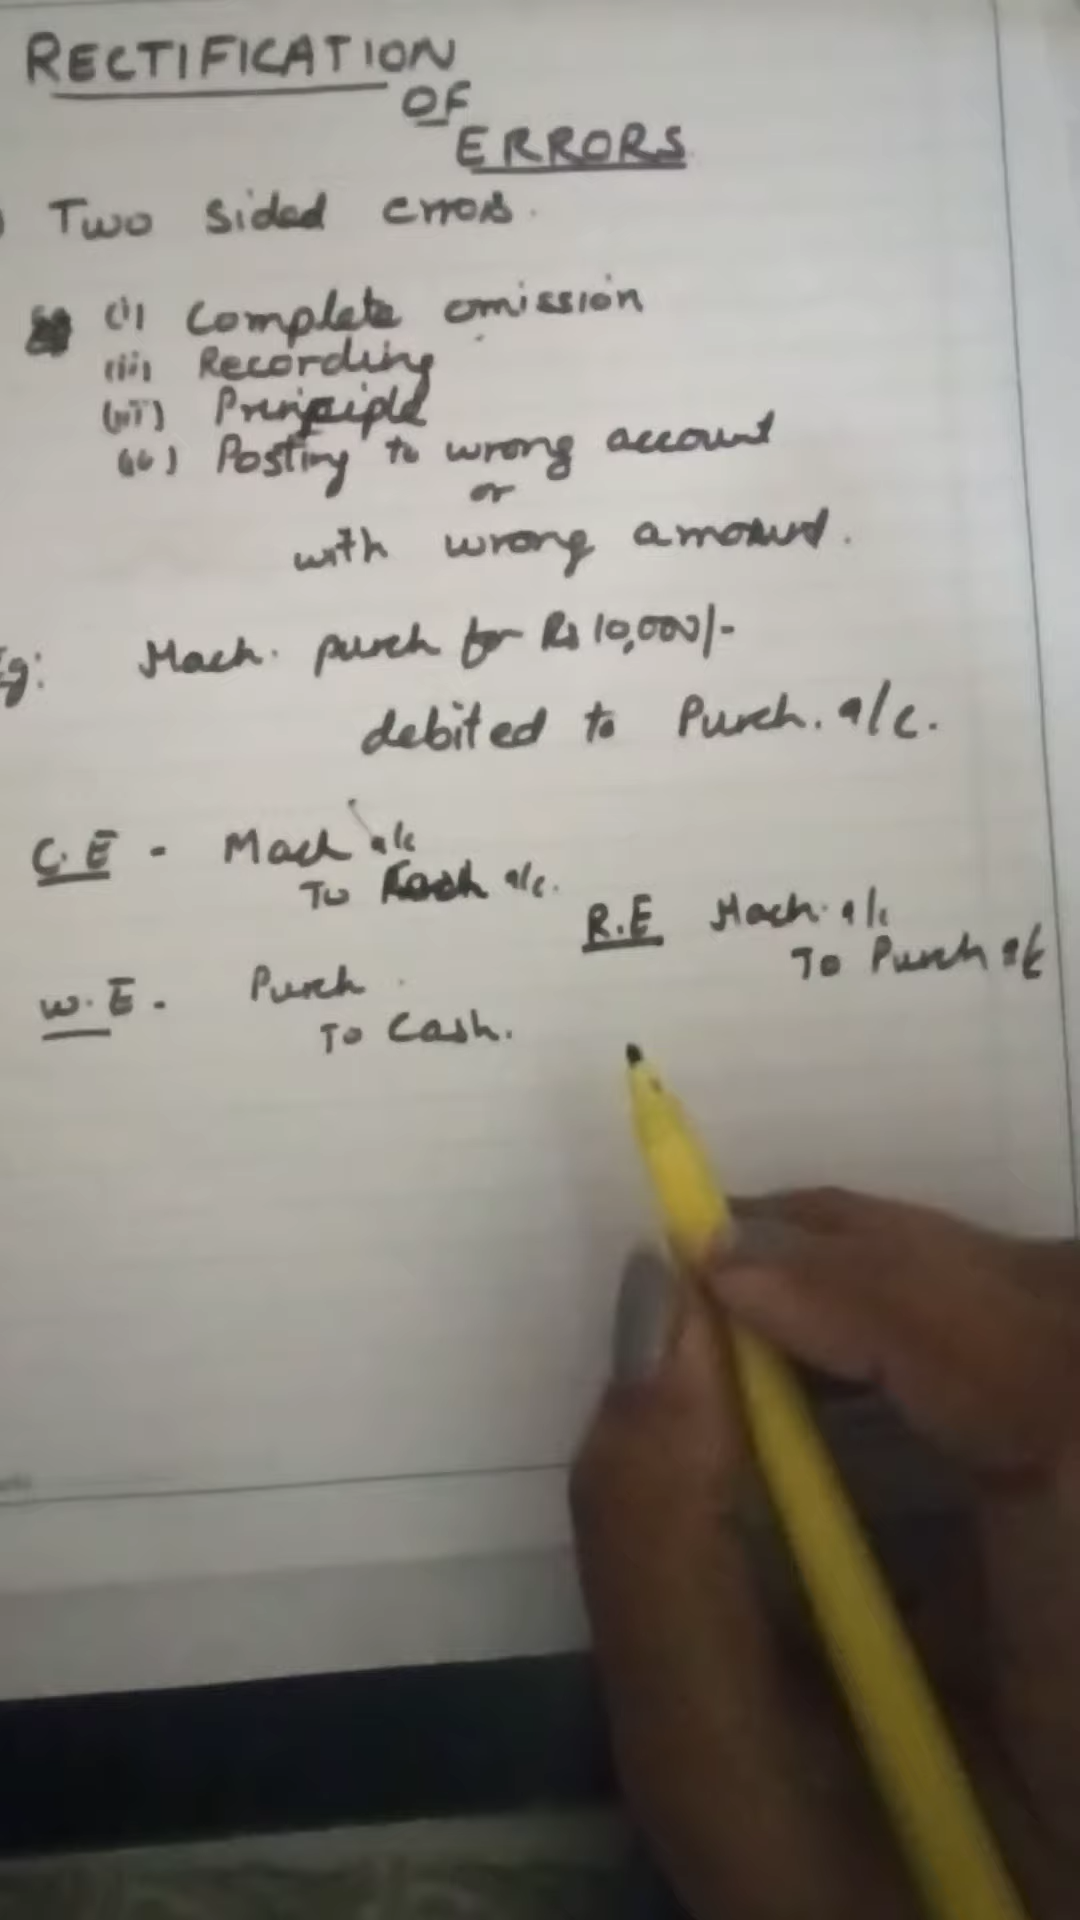 RECTIFICATION
OF
ERRORS
Two sided errors.
(i) Complete omission
(ii) Recording
(iii) Principle
(iv) Posting to wrong account
or
with wrong amount.
Eg: Mach. purch for Rs 10,000/-
debited to Purch. a/c.
C.E - Mach a/c
To Cash a/c.
R.E Mach. a/c
To Purch a/c
W.E. Purch.
To Cash.